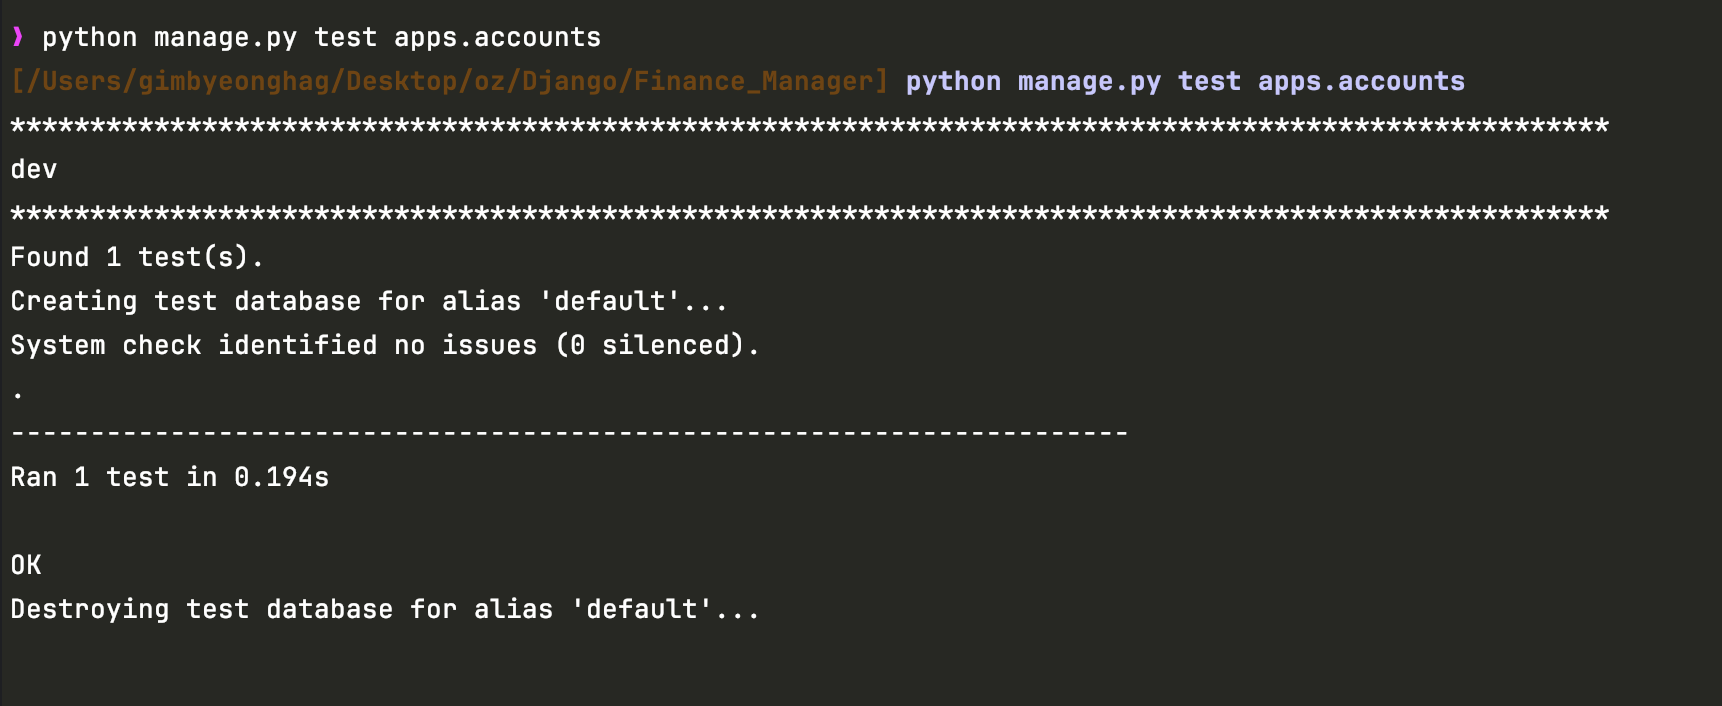 ❯ python manage.py test apps.accounts
[/Users/gimbyeonghag/Desktop/oz/Django/Finance_Manager] python manage.py test apps.accounts
****************************************************************************************************
dev
****************************************************************************************************
Found 1 test(s).
Creating test database for alias 'default'...
System check identified no issues (0 silenced).
.
----------------------------------------------------------------------
Ran 1 test in 0.194s

OK
Destroying test database for alias 'default'...